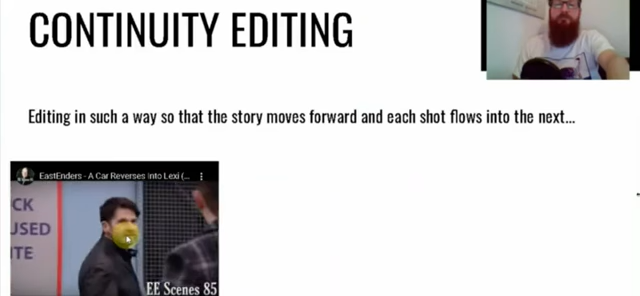 CONTINUITY EDITING
Editing in such a way so that the story moves forward and each shot flows into the next...
EastEnders - A Car Reverses Into Lexi (...
CK
USED
ITE
EE Scenes 85